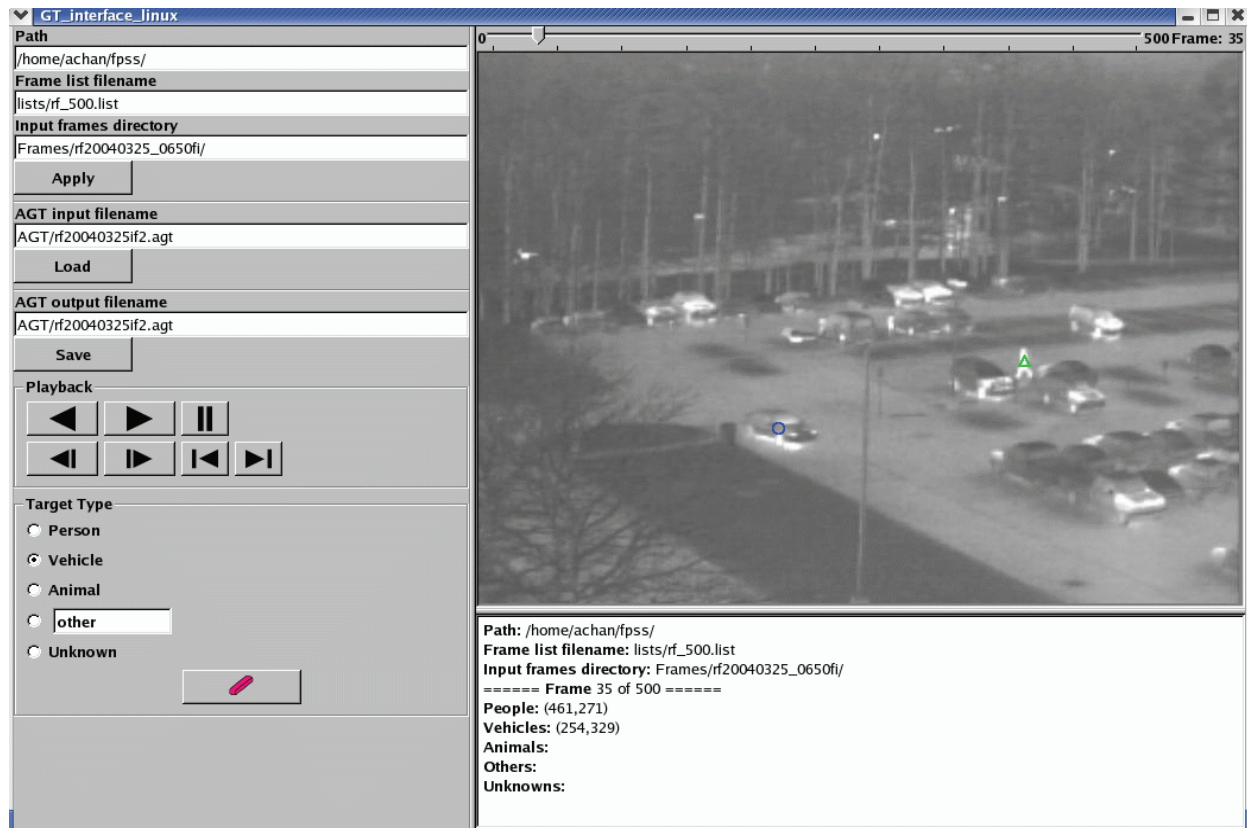 GT_interface_linux
Path
/home/achan/fpss/
Frame list filename
lists/rf_500.list
Input frames directory
Frames/rf20040325_0650fi/
Apply
AGT input filename
AGT/rf20040325if2.agt
Load
AGT output filename
AGT/rf20040325if2.agt
Save
Playback
Target Type
Person
Vehicle
Animal
other
Unknown
0 500 Frame: 35
Path: /home/achan/fpss/
Frame list filename: lists/rf_500.list
Input frames directory: Frames/rf20040325_0650fi/
====== Frame 35 of 500 ======
People: (461,271)
Vehicles: (254,329)
Animals:
Others:
Unknowns: